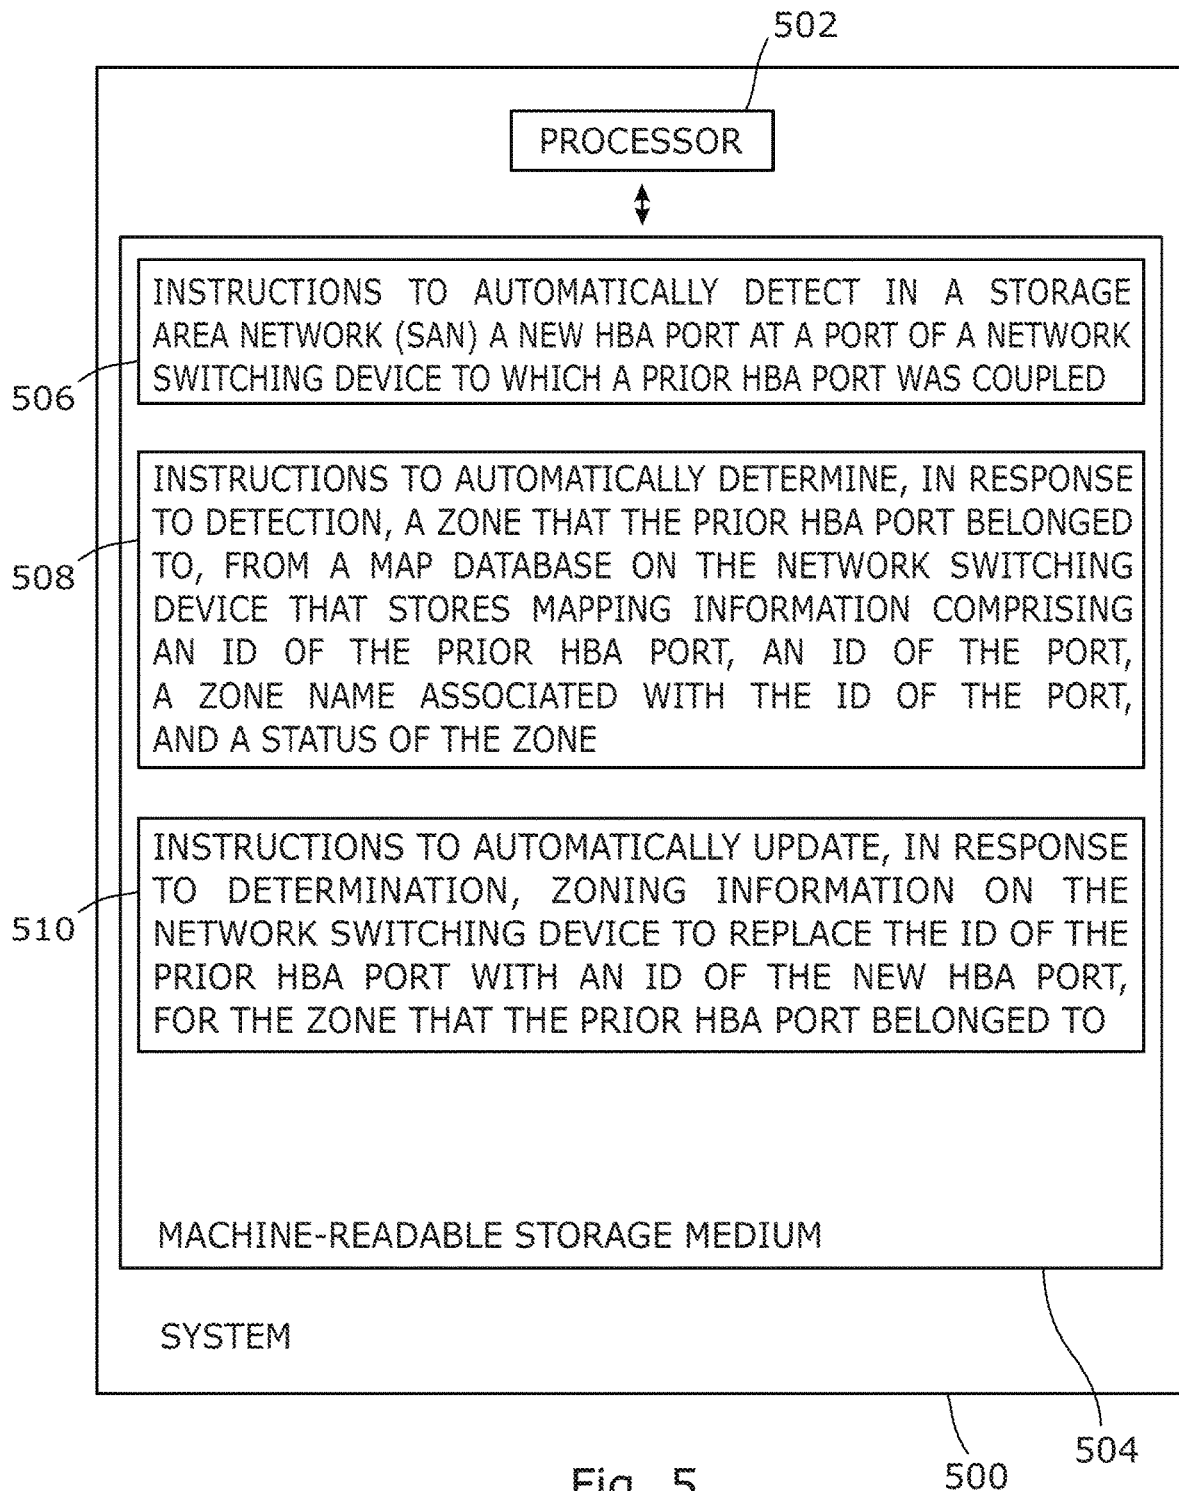 502
PROCESSOR
INSTRUCTIONS TO AUTOMATICALLY DETECT IN A STORAGE
AREA NETWORK (SAN) A NEW HBA PORT AT A PORT OF A NETWORK
SWITCHING DEVICE TO WHICH A PRIOR HBA PORT WAS COUPLED
506
INSTRUCTIONS TO AUTOMATICALLY DETERMINE, IN RESPONSE
TO DETECTION, A ZONE THAT THE PRIOR HBA PORT BELONGED
TO, FROM A MAP DATABASE ON THE NETWORK SWITCHING
DEVICE THAT STORES MAPPING INFORMATION COMPRISING
AN ID OF THE PRIOR HBA PORT, AN ID OF THE PORT,
A ZONE NAME ASSOCIATED WITH THE ID OF THE PORT,
AND A STATUS OF THE ZONE
508
INSTRUCTIONS TO AUTOMATICALLY UPDATE, IN RESPONSE
TO DETERMINATION, ZONING INFORMATION ON THE
NETWORK SWITCHING DEVICE TO REPLACE THE ID OF THE
PRIOR HBA PORT WITH AN ID OF THE NEW HBA PORT,
FOR THE ZONE THAT THE PRIOR HBA PORT BELONGED TO
510
MACHINE-READABLE STORAGE MEDIUM
SYSTEM
504
500
Fig. 5